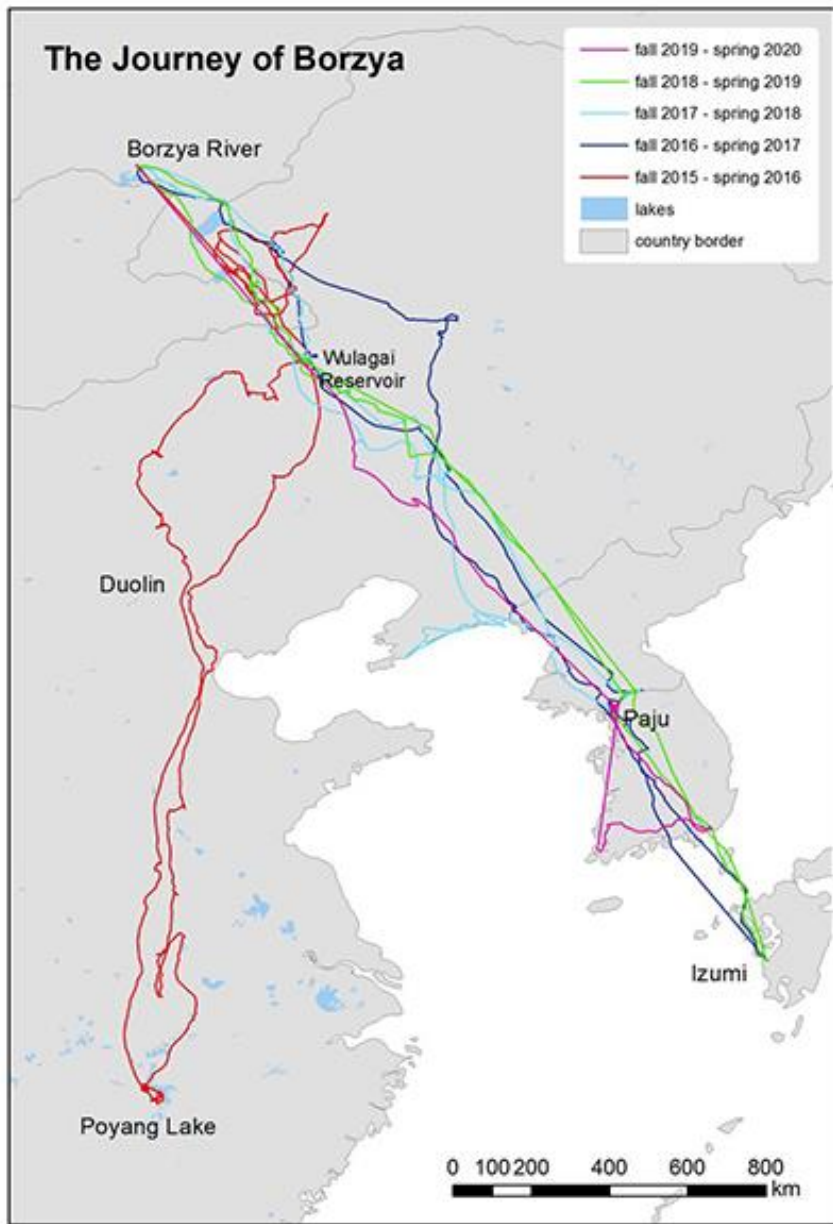 The Journey of Borzya
fall 2019 - spring 2020
fall 2018 - spring 2019
fall 2017 - spring 2018
fall 2016 - spring 2017
fall 2015 - spring 2016
lakes
country border
Borzya River
Wulagai
Reservoir
Duolin
Paju
Izumi
Poyang Lake
0 100 200 400 600 800
km